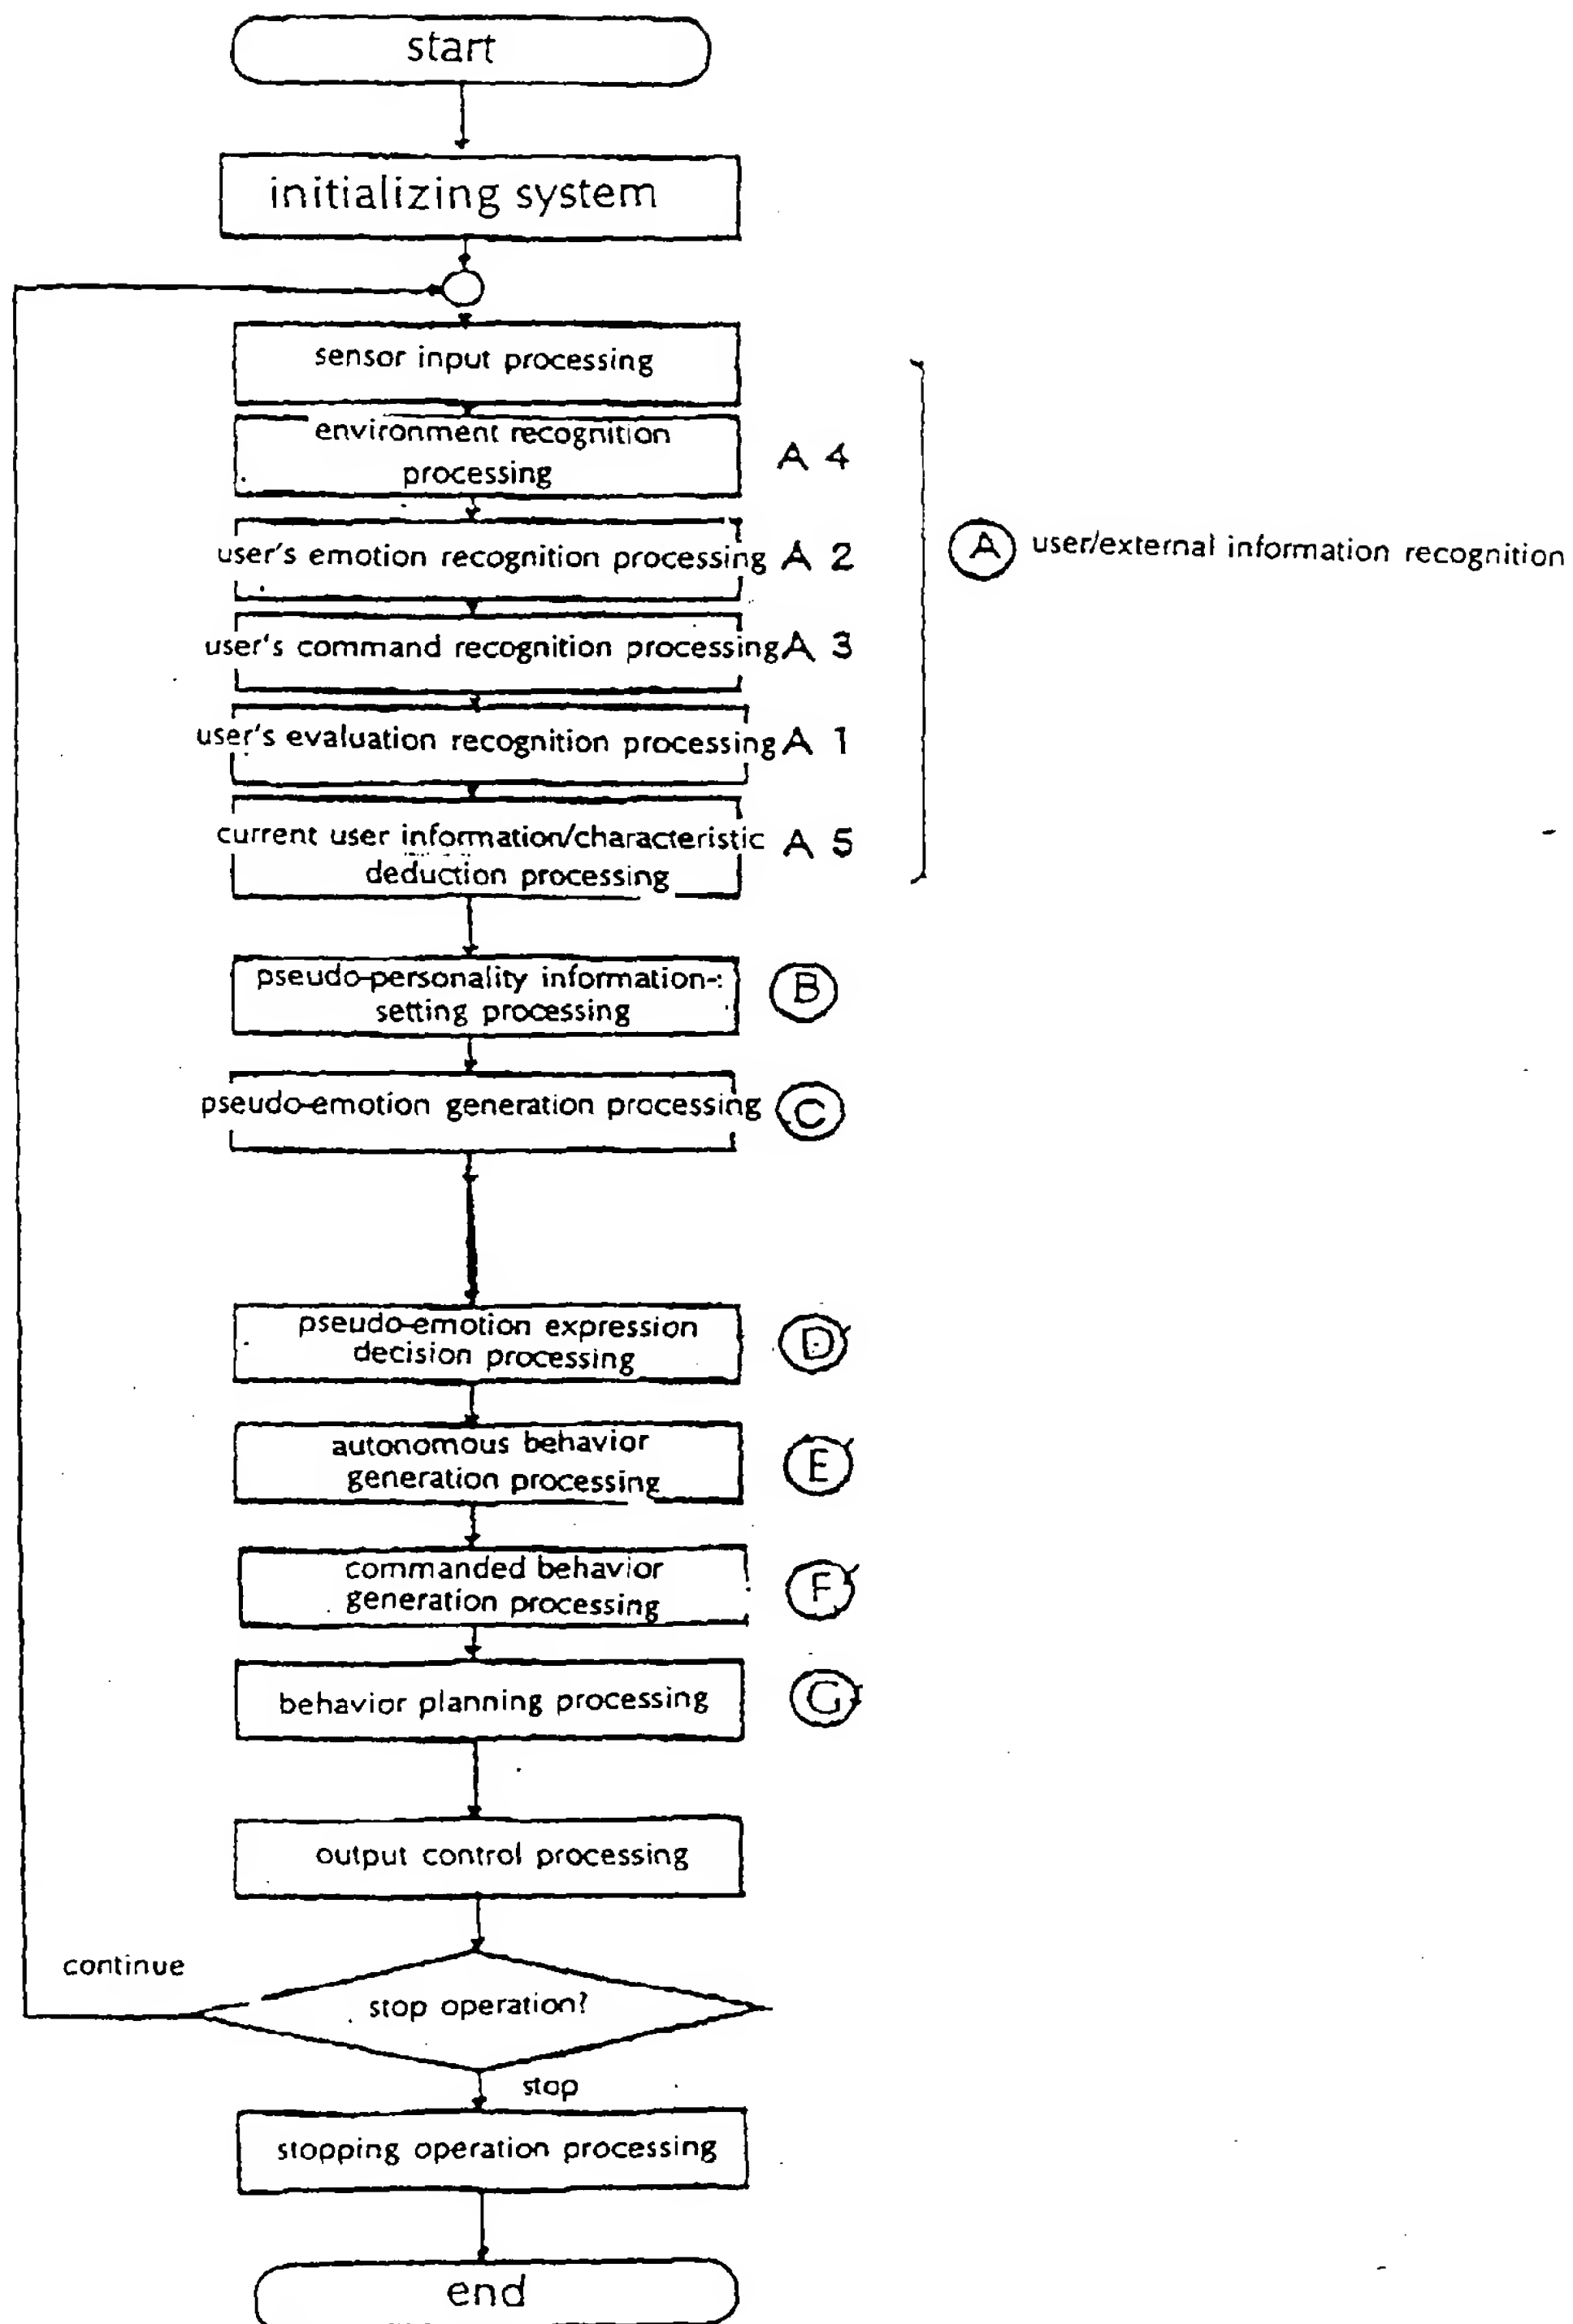 start
initializing system
sensor input processing
environment recognition
processing
A 4
user's emotion recognition processing A 2
A user/external information recognition
user's command recognition processing A 3
user's evaluation recognition processing A 1
current user information/characteristic
deduction processing
A 5
pseudo-personality information-
setting processing
B
pseudo-emotion generation processing C
pseudo-emotion expression
decision processing
D
autonomous behavior
generation processing
E
commanded behavior
generation processing
F
behavior planning processing G
output control processing
continue
stop operation?
stop
stopping operation processing
end